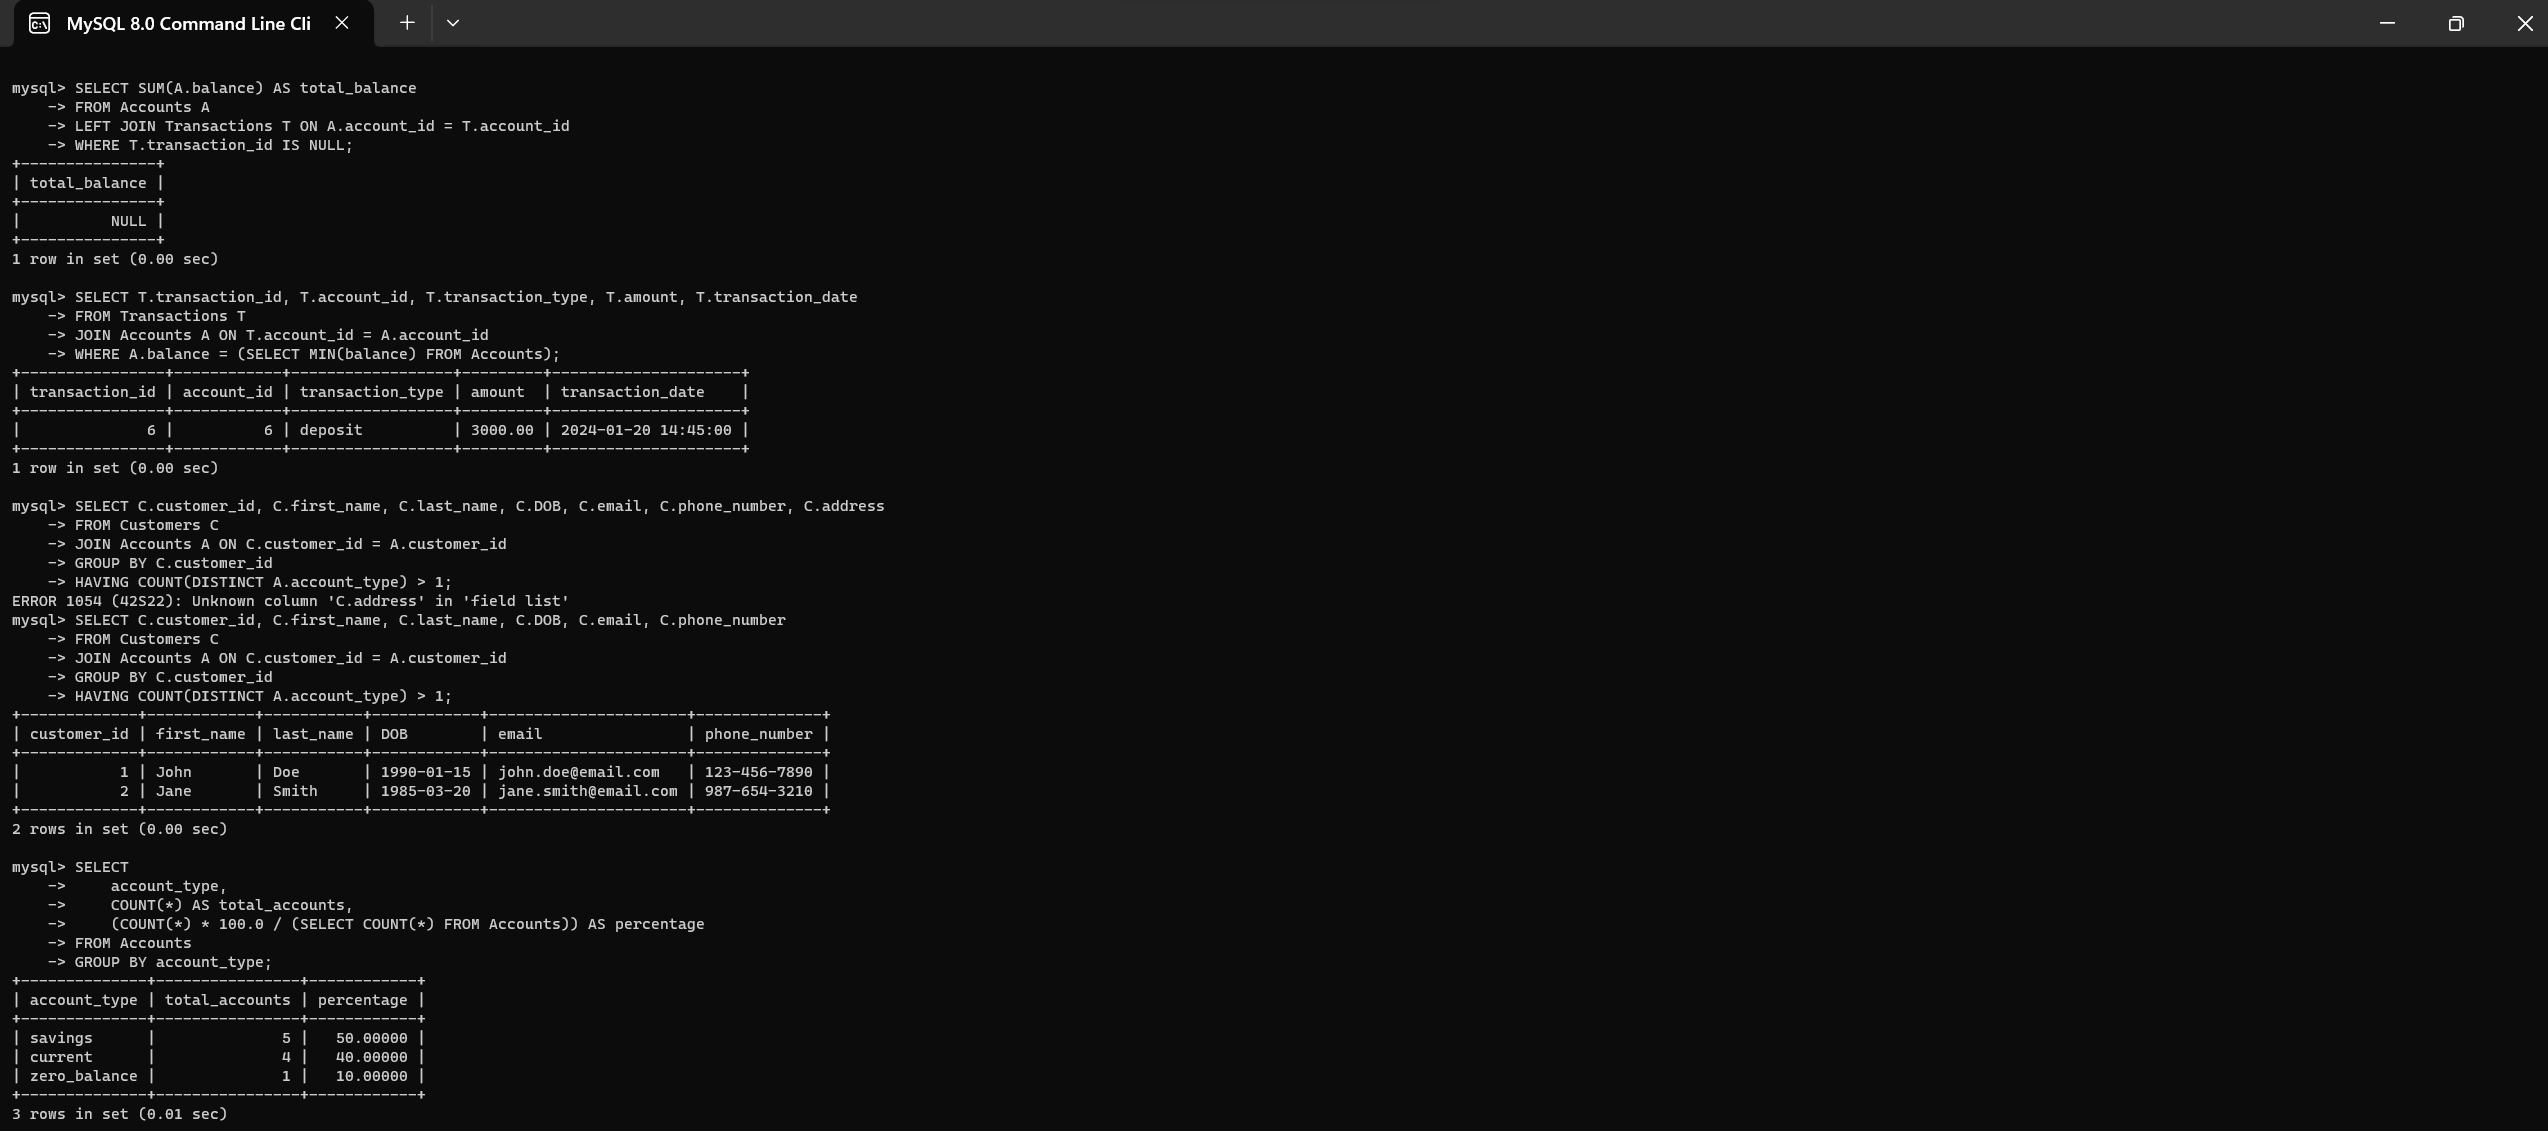 MySQL 8.0 Command Line Cli
mysql> SELECT SUM(A.balance) AS total_balance
    -> FROM Accounts A
    -> LEFT JOIN Transactions T ON A.account_id = T.account_id
    -> WHERE T.transaction_id IS NULL;
+---------------+
| total_balance |
+---------------+
|          NULL |
+---------------+
1 row in set (0.00 sec)
mysql> SELECT T.transaction_id, T.account_id, T.transaction_type, T.amount, T.transaction_date
    -> FROM Transactions T
    -> JOIN Accounts A ON T.account_id = A.account_id
    -> WHERE A.balance = (SELECT MIN(balance) FROM Accounts);
+----------------+------------+------------------+---------+---------------------+
| transaction_id | account_id | transaction_type | amount  | transaction_date    |
+----------------+------------+------------------+---------+---------------------+
|              6 |          6 | deposit          | 3000.00 | 2024-01-20 14:45:00 |
+----------------+------------+------------------+---------+---------------------+
1 row in set (0.00 sec)
mysql> SELECT C.customer_id, C.first_name, C.last_name, C.DOB, C.email, C.phone_number, C.address
    -> FROM Customers C
    -> JOIN Accounts A ON C.customer_id = A.customer_id
    -> GROUP BY C.customer_id
    -> HAVING COUNT(DISTINCT A.account_type) > 1;
ERROR 1054 (42S22): Unknown column 'C.address' in 'field list'
mysql> SELECT C.customer_id, C.first_name, C.last_name, C.DOB, C.email, C.phone_number
    -> FROM Customers C
    -> JOIN Accounts A ON C.customer_id = A.customer_id
    -> GROUP BY C.customer_id
    -> HAVING COUNT(DISTINCT A.account_type) > 1;
+-------------+------------+-----------+------------+----------------------+--------------+
| customer_id | first_name | last_name | DOB        | email                | phone_number |
+-------------+------------+-----------+------------+----------------------+--------------+
|           1 | John       | Doe       | 1990-01-15 | john.doe@email.com   | 123-456-7890 |
|           2 | Jane       | Smith     | 1985-03-20 | jane.smith@email.com | 987-654-3210 |
+-------------+------------+-----------+------------+----------------------+--------------+
2 rows in set (0.00 sec)
mysql> SELECT
    ->     account_type,
    ->     COUNT(*) AS total_accounts,
    ->     (COUNT(*) * 100.0 / (SELECT COUNT(*) FROM Accounts)) AS percentage
    -> FROM Accounts
    -> GROUP BY account_type;
+--------------+----------------+------------+
| account_type | total_accounts | percentage |
+--------------+----------------+------------+
| savings      |              5 |   50.00000 |
| current      |              4 |   40.00000 |
| zero_balance |              1 |   10.00000 |
+--------------+----------------+------------+
3 rows in set (0.01 sec)